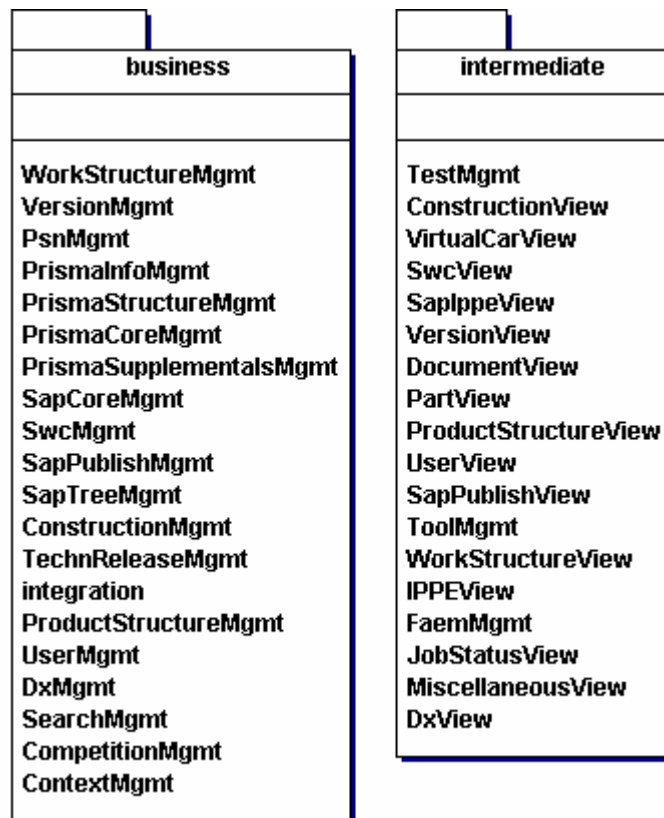 business
WorkStructureMgmt
VersionMgmt
PsnMgmt
PrismaInfoMgmt
PrismaStructureMgmt
PrismaCoreMgmt
PrismaSupplementalsMgmt
SapCoreMgmt
SwcMgmt
SapPublishMgmt
SapTreeMgmt
ConstructionMgmt
TechnReleaseMgmt
integration
ProductStructureMgmt
UserMgmt
DxMgmt
SearchMgmt
CompetitionMgmt
ContextMgmt
intermediate
TestMgmt
ConstructionView
VirtualCarView
SwcView
SapIppeView
VersionView
DocumentView
PartView
ProductStructureView
UserView
SapPublishView
ToolMgmt
WorkStructureView
IPPEView
FaemMgmt
JobStatusView
MiscellaneousView
DxView